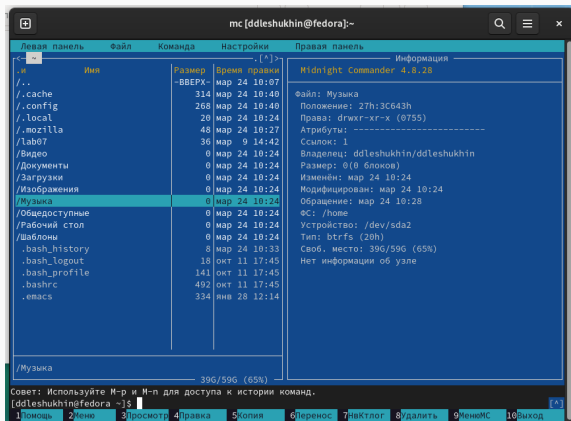 mc [ddleshukhin@fedora]:~
Левая панель Файл Команда Настройки Правая панель
<- ~ .[^]>
.и Имя Размер Время правки
/.. -ВВЕРХ- мар 24 10:07
/.cache 314 мар 24 10:40
/.config 268 мар 24 10:40
/.local 20 мар 24 10:24
/.mozilla 48 мар 24 10:27
/lab07 36 мар 9 14:42
/Видео 0 мар 24 10:24
/Документы 0 мар 24 10:24
/Загрузки 0 мар 24 10:24
/Изображения 0 мар 24 10:24
/Музыка 0 мар 24 10:24
/Общедоступные 0 мар 24 10:24
/Рабочий стол 0 мар 24 10:24
/Шаблоны 0 мар 24 10:24
.bash_history 8 мар 24 10:33
.bash_logout 18 окт 11 17:45
.bash_profile 141 окт 11 17:45
.bashrc 492 окт 11 17:45
.emacs 334 янв 28 12:14
/Музыка
39G/59G (65%)
Информация
Midnight Commander 4.8.28
Файл: Музыка
Положение: 27h:3C643h
Права: drwxr-xr-x (0755)
Атрибуты: ------------------------
Ссылок: 1
Владелец: ddleshukhin/ddleshukhin
Размер: 0(0 блоков)
Изменён: мар 24 10:24
Модифицирован: мар 24 10:24
Обращение: мар 24 10:28
ФС: /home
Устройство: /dev/sda2
Тип: btrfs (20h)
Своб. место: 39G/59G (65%)
Нет информации об узле
Совет: Используйте M-p и M-n для доступа к истории команд.
[ddleshukhin@fedora ~]$ [^]
1Помощь 2Меню 3Просмотр 4Правка 5Копия 6Перенос 7НвКтлог 8Удалить 9МенюMC 10Выход